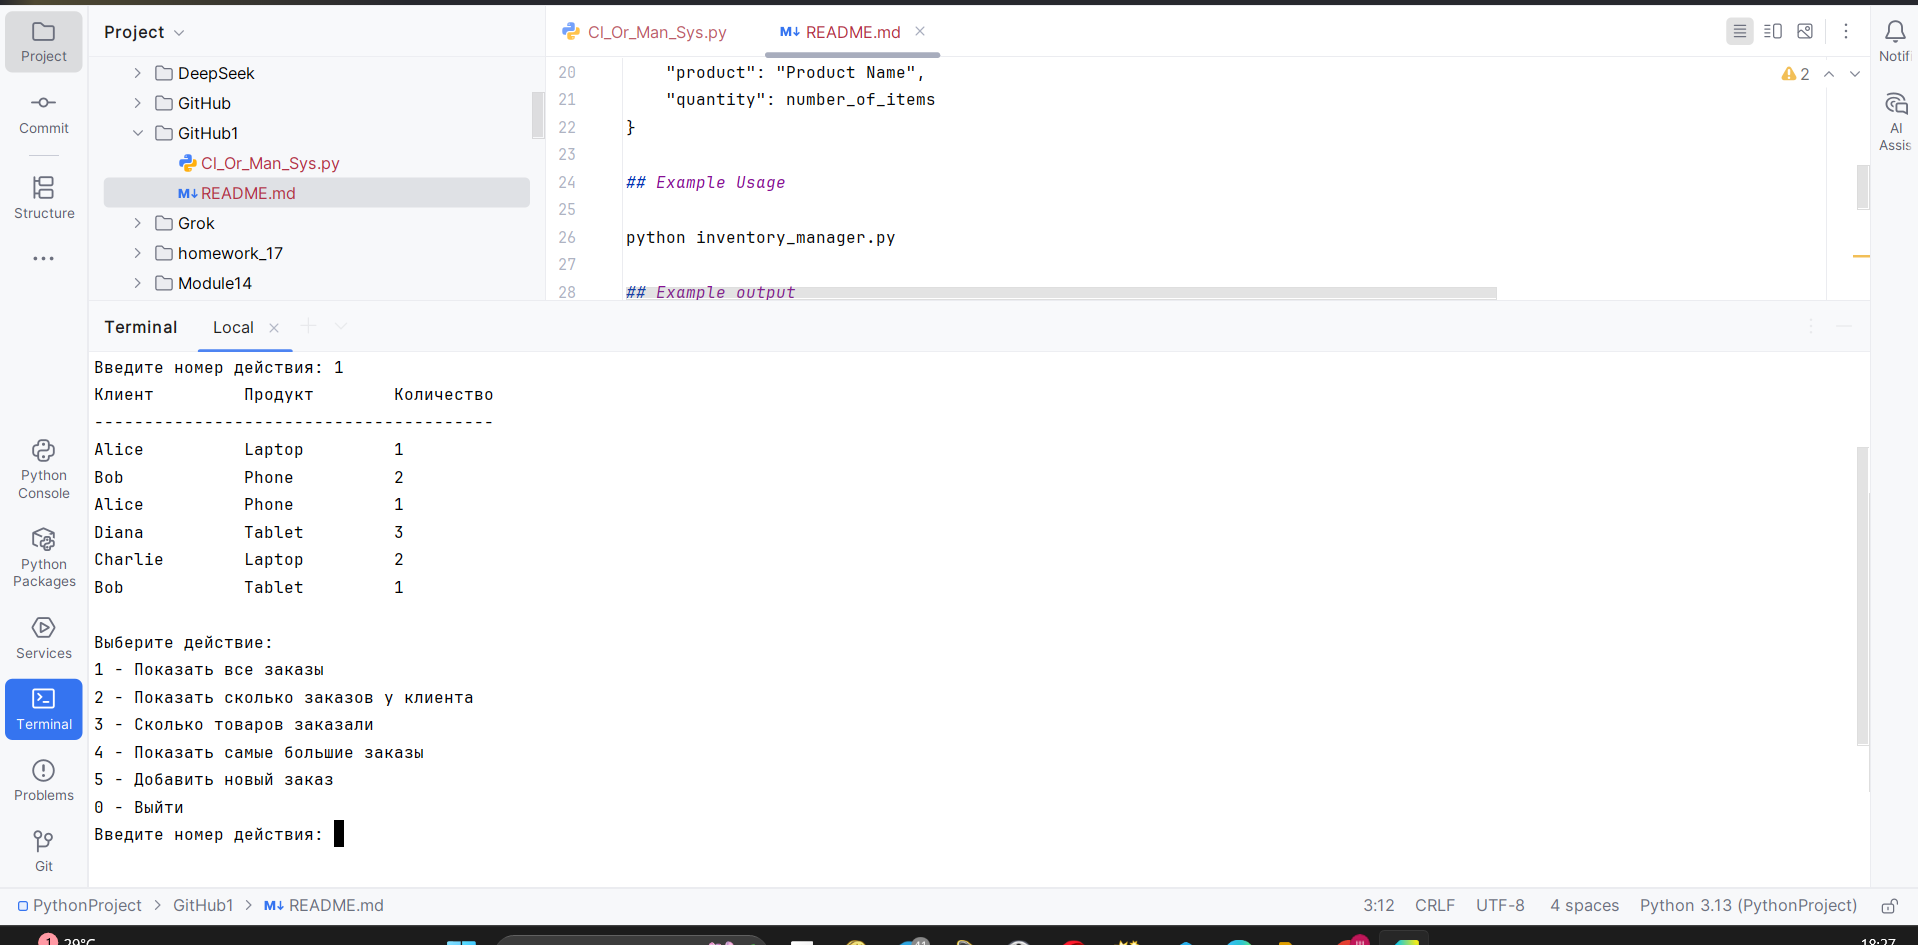 Project
Commit
Structure
Python
Console
Python
Packages
Services
Terminal
Problems
Git
Project
DeepSeek
GitHub
GitHub1
Cl_Or_Man_Sys.py
M↓ README.md
Grok
homework_17
Module14
Cl_Or_Man_Sys.py
M↓ README.md
2
20 "product": "Product Name",
21 "quantity": number_of_items
22 }
23
24 ## Example Usage
25
26 python inventory_manager.py
27
28 ## Example output
Notifi
AI
Assis
Terminal Local
Введите номер действия: 1
Клиент Продукт Количество
----------------------------------------
Alice Laptop 1
Bob Phone 2
Alice Phone 1
Diana Tablet 3
Charlie Laptop 2
Bob Tablet 1
Выберите действие:
1 - Показать все заказы
2 - Показать сколько заказов у клиента
3 - Сколько товаров заказали
4 - Показать самые большие заказы
5 - Добавить новый заказ
0 - Выйти
Введите номер действия:
PythonProject > GitHub1 > M↓ README.md
3:12 CRLF UTF-8 4 spaces Python 3.13 (PythonProject)
1 29°C
18:27